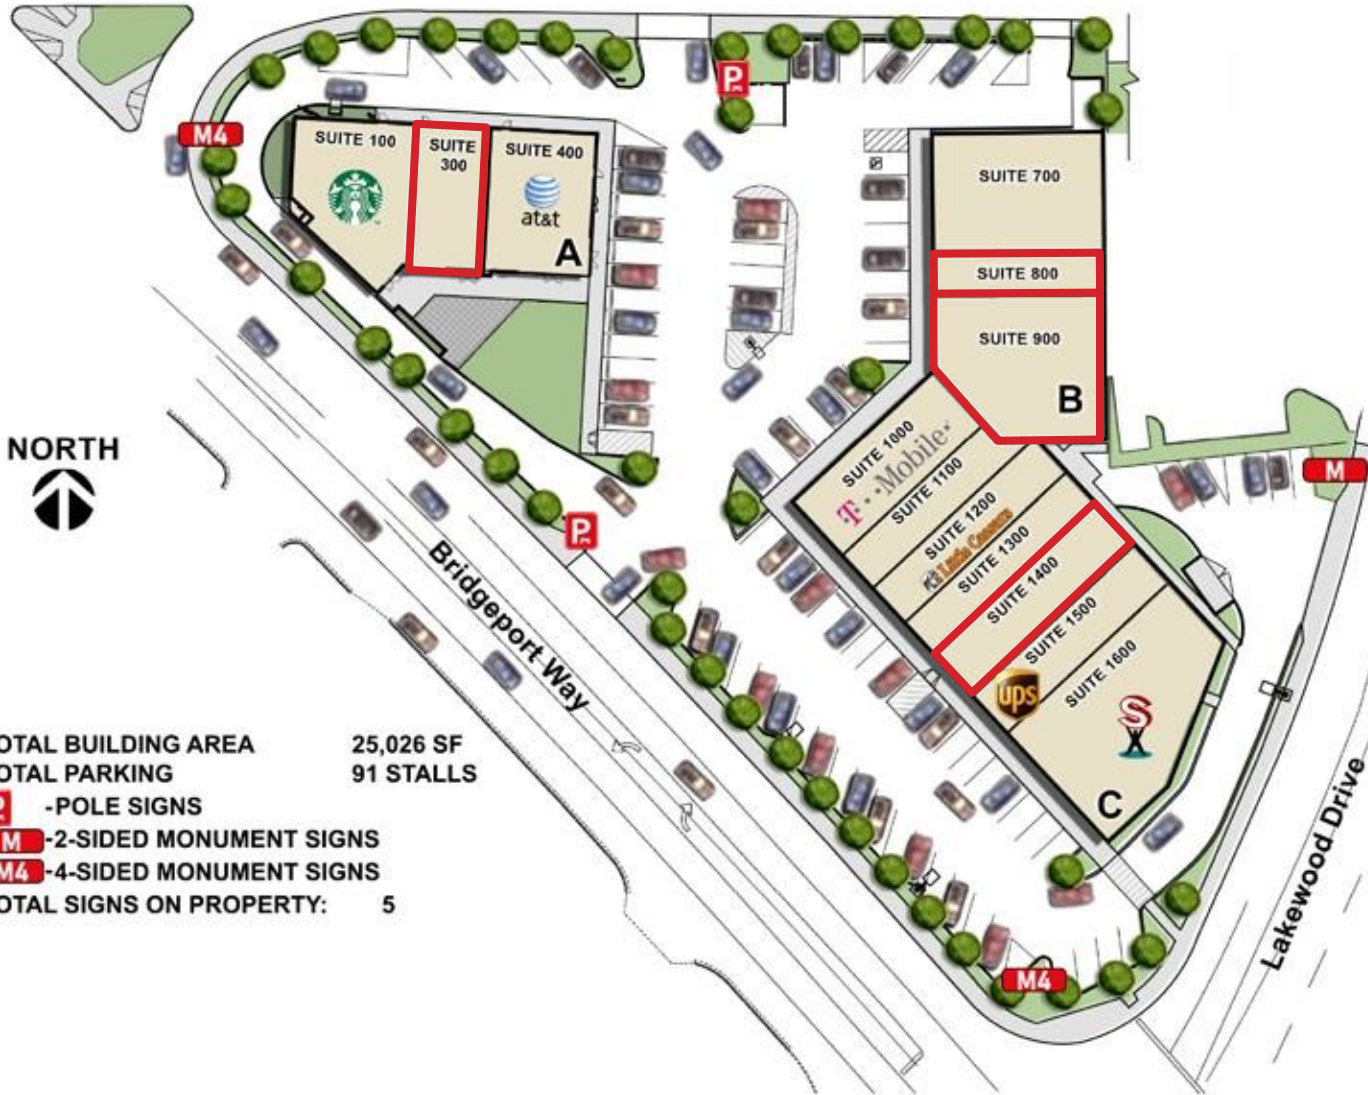 M4
P
SUITE 100
SUITE
300
SUITE 400
at&t
A
SUITE 700
SUITE 800
SUITE 900
B
NORTH
SUITE 1000
T··Mobile·
SUITE 1100
SUITE 1200
Little Caesars
SUITE 1300
SUITE 1400
SUITE 1500
ups
SUITE 1600
S
C
M
P
Bridgeport Way
Lakewood Drive
M4
OTAL BUILDING AREA 25,026 SF
OTAL PARKING 91 STALLS
P -POLE SIGNS
M -2-SIDED MONUMENT SIGNS
M4 -4-SIDED MONUMENT SIGNS
OTAL SIGNS ON PROPERTY: 5